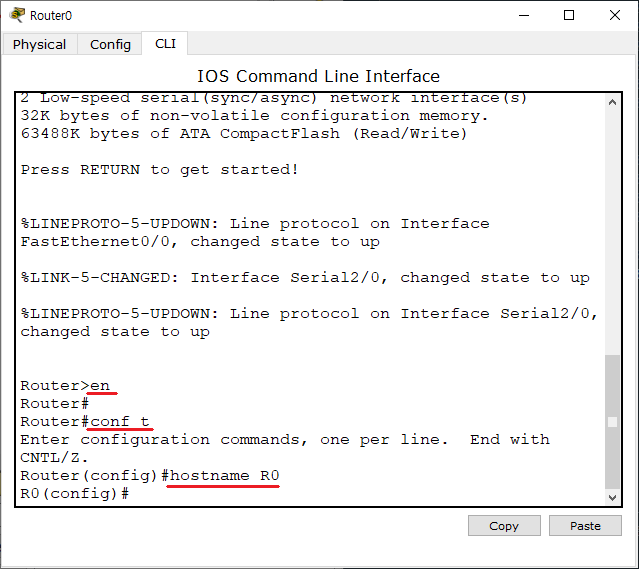 Router0
Physical Config CLI
IOS Command Line Interface
2 Low-speed serial(sync/async) network interface(s)
32K bytes of non-volatile configuration memory.
63488K bytes of ATA CompactFlash (Read/Write)
Press RETURN to get started!
%LINEPROTO-5-UPDOWN: Line protocol on Interface
FastEthernet0/0, changed state to up
%LINK-5-CHANGED: Interface Serial2/0, changed state to up
%LINEPROTO-5-UPDOWN: Line protocol on Interface Serial2/0,
changed state to up
Router>en
Router#
Router#conf t
Enter configuration commands, one per line.  End with
CNTL/Z.
Router(config)#hostname R0
R0(config)#
Copy Paste